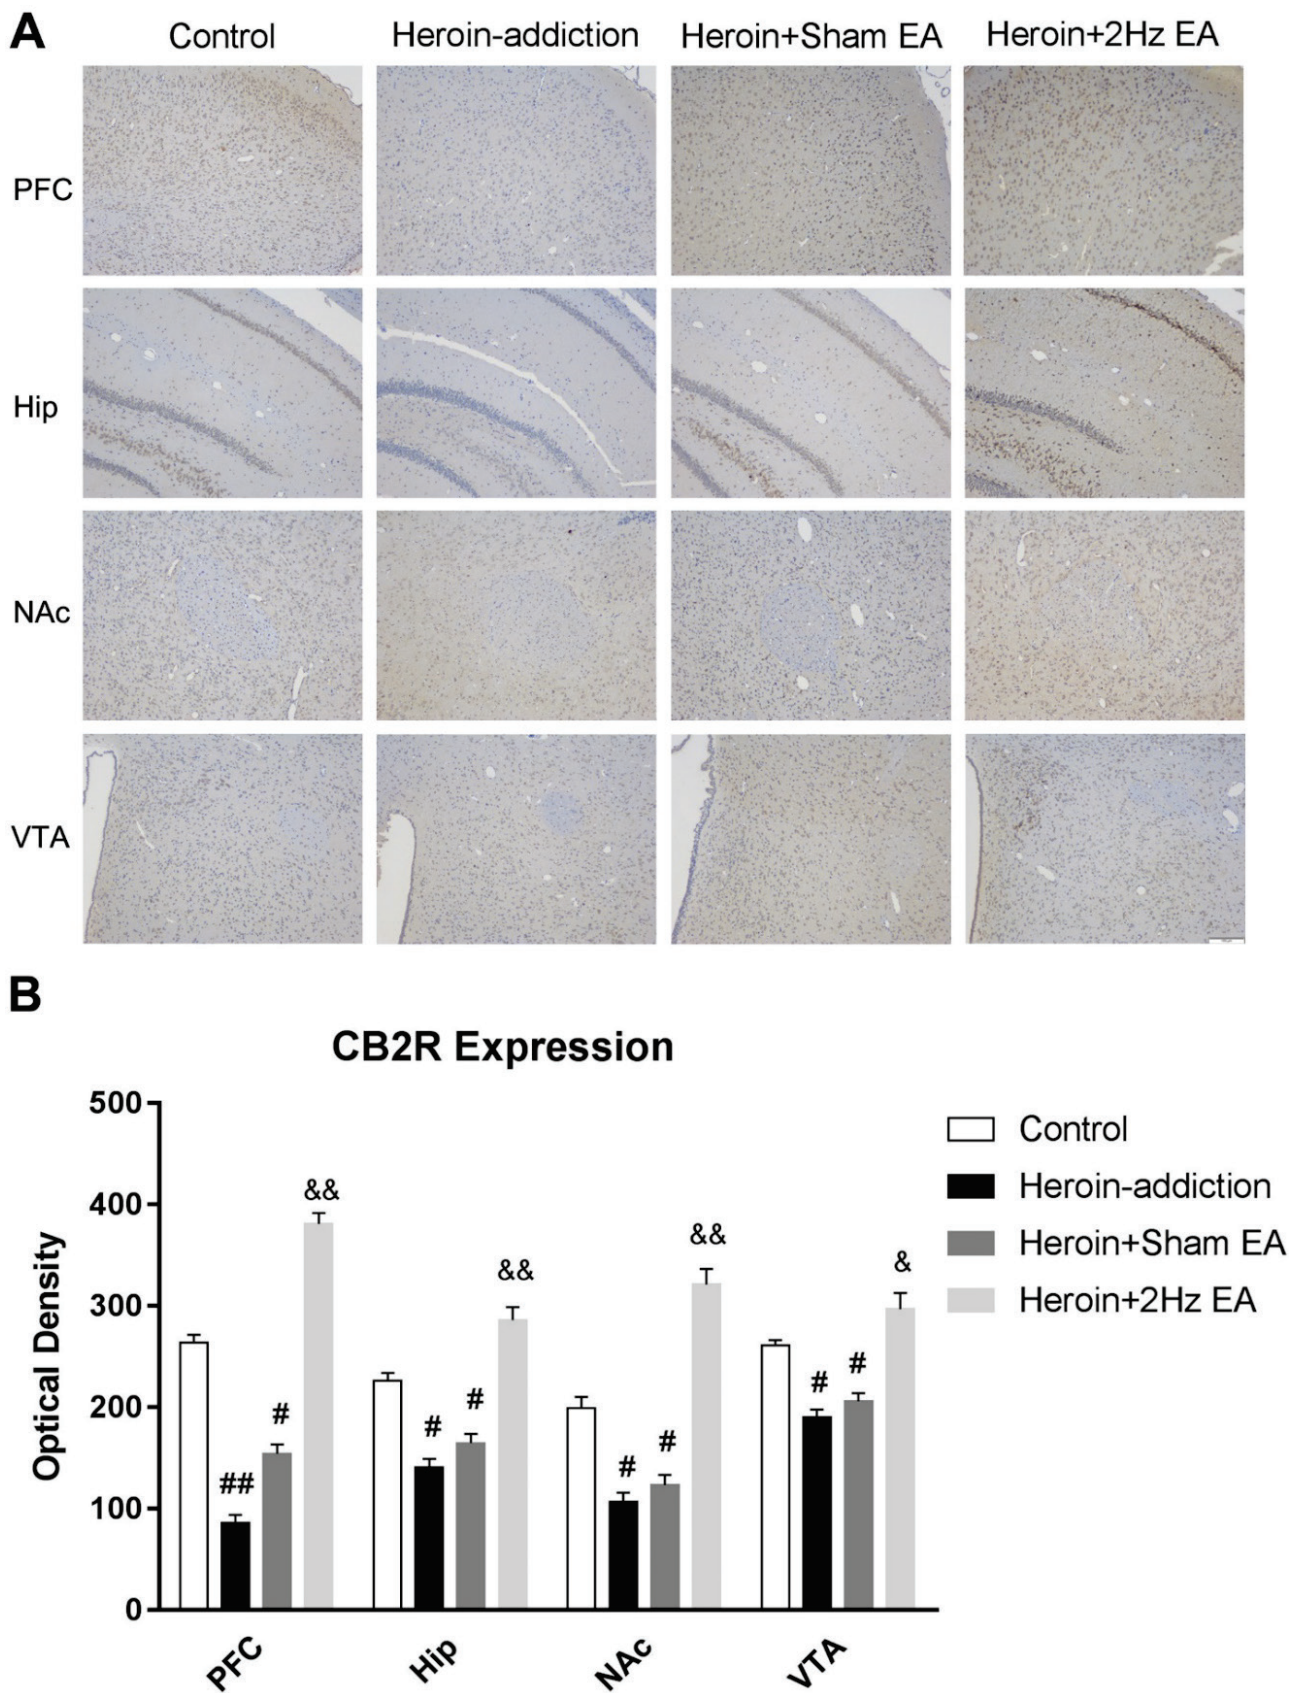 A
Control Heroin-addiction Heroin+Sham EA Heroin+2Hz EA
PFC
Hip
NAc
VTA
B
CB2R Expression
500
400
300
200
100
0
Optical Density
## # &&
# # &&
# # &&
# # &
PFC Hip NAc VTA
Control
Heroin-addiction
Heroin+Sham EA
Heroin+2Hz EA